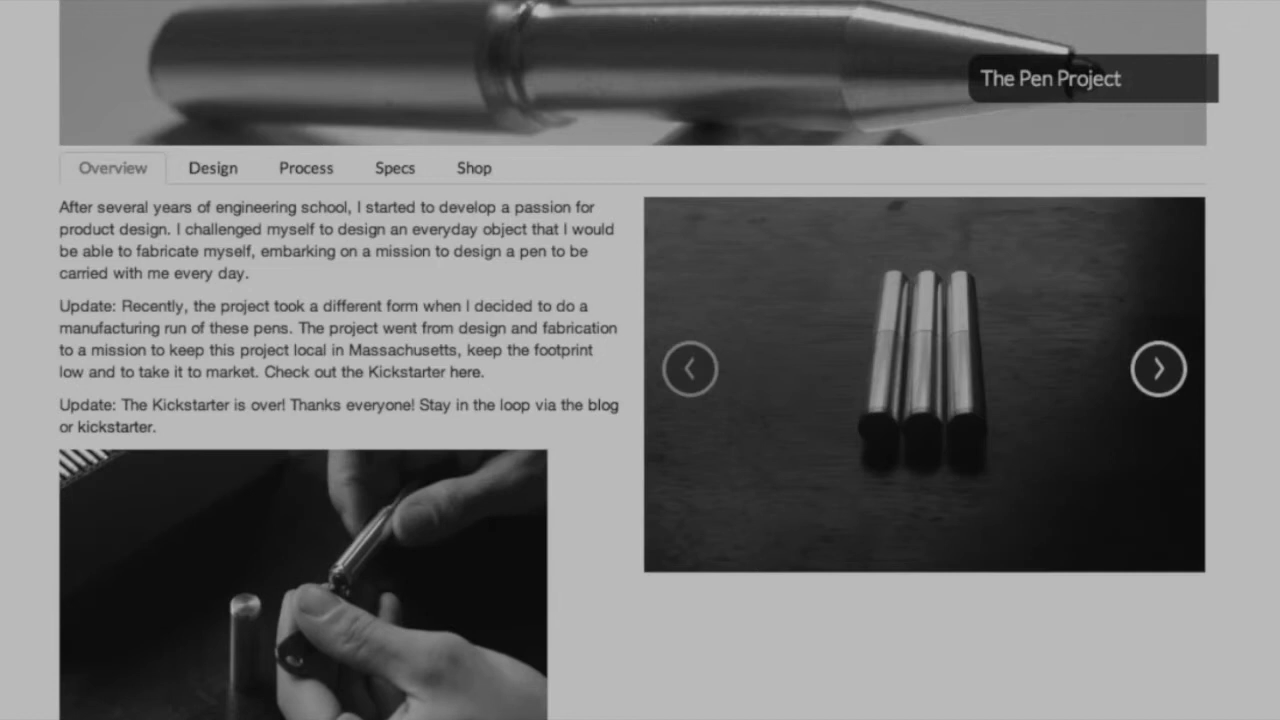 The Pen Project
Overview Design Process Specs Shop
After several years of engineering school, I started to develop a passion for
product design. I challenged myself to design an everyday object that I would
be able to fabricate myself, embarking on a mission to design a pen to be
carried with me every day.
Update: Recently, the project took a different form when I decided to do a
manufacturing run of these pens. The project went from design and fabrication
to a mission to keep this project local in Massachusetts, keep the footprint
low and to take it to market. Check out the Kickstarter here.
Update: The Kickstarter is over! Thanks everyone! Stay in the loop via the blog
or kickstarter.